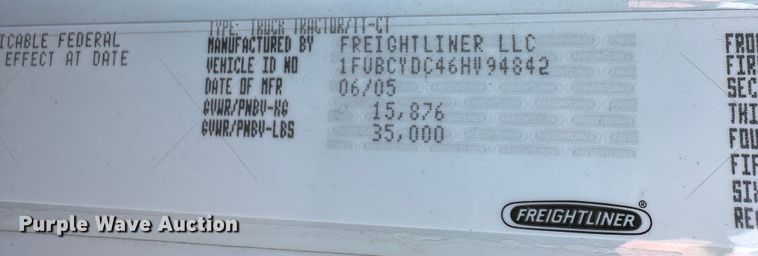 TYPE: TRUCK TRACTOR/TT-CT
ICABLE FEDERAL
EFFECT AT DATE
MANUFACTURED BY FREIGHTLINER LLC
VEHICLE ID NO 1FVBCYDC46HV94842
DATE OF MFR 06/05
GVWR/PNBV-KG 15,876
GVWR/PNBV-LBS 35,000
FRO
FIR
SEC
THI
FOU
FIF
SIX
REC
FREIGHTLINER®
Purple Wave Auction